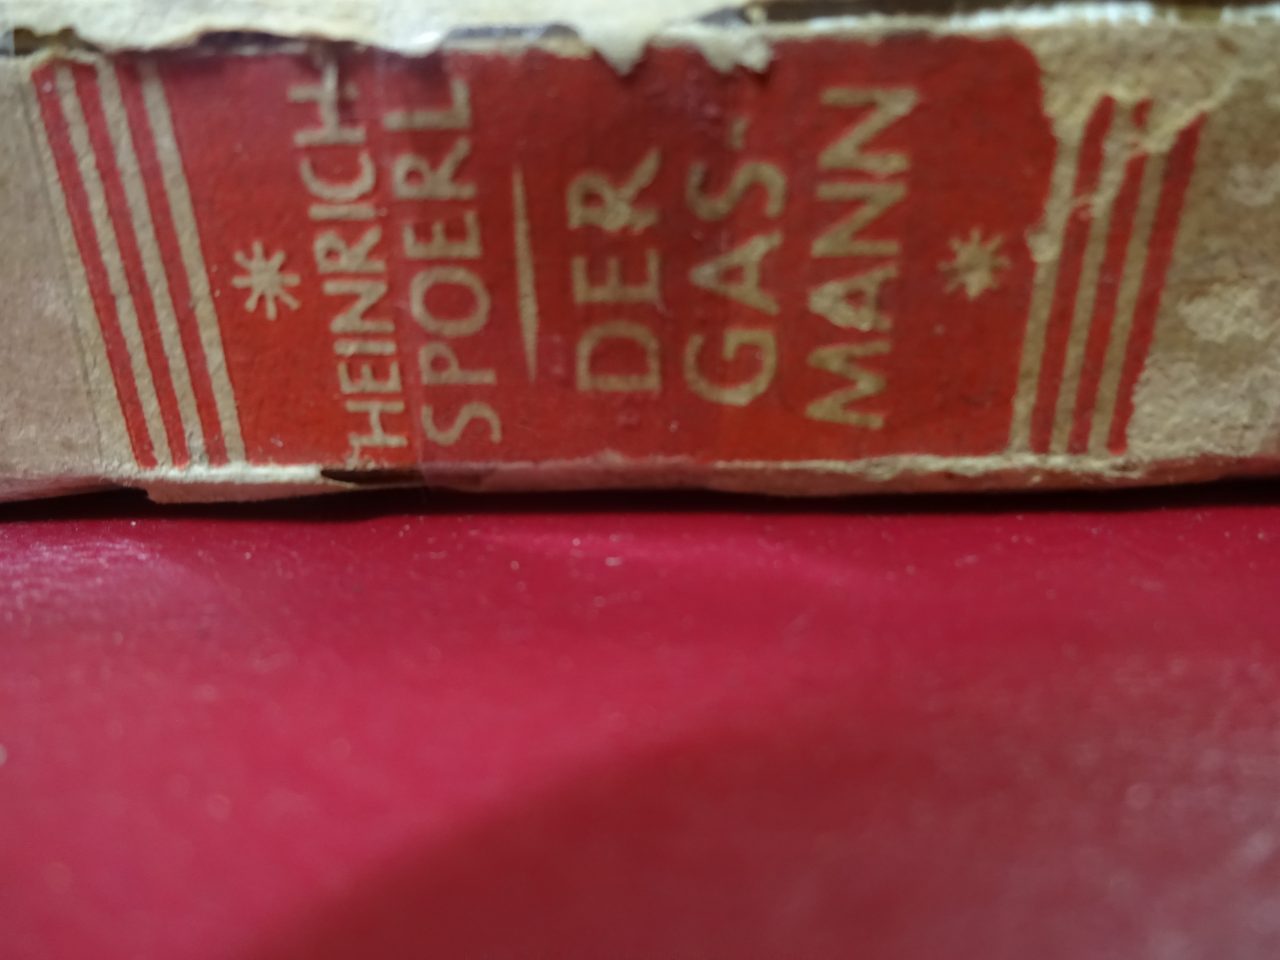 HEINRICH
SPOERL
DER
GAS-
MANN